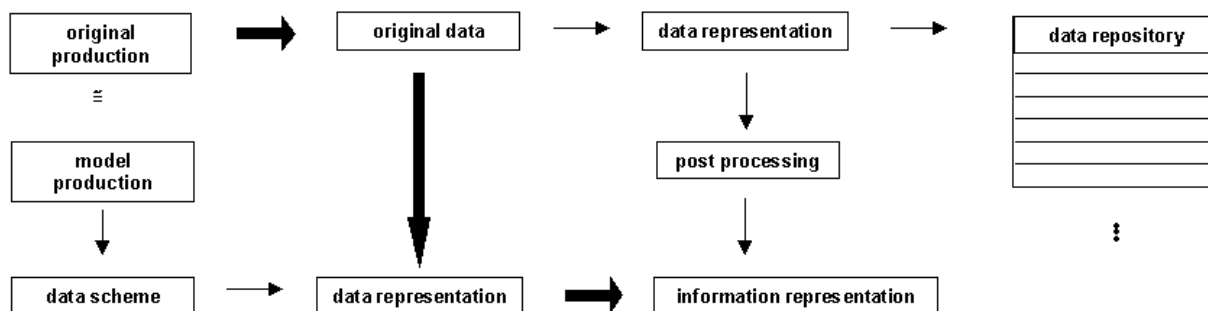 original
production
original data
data representation
data repository
≅
model
production
post processing
data scheme
data representation
information representation